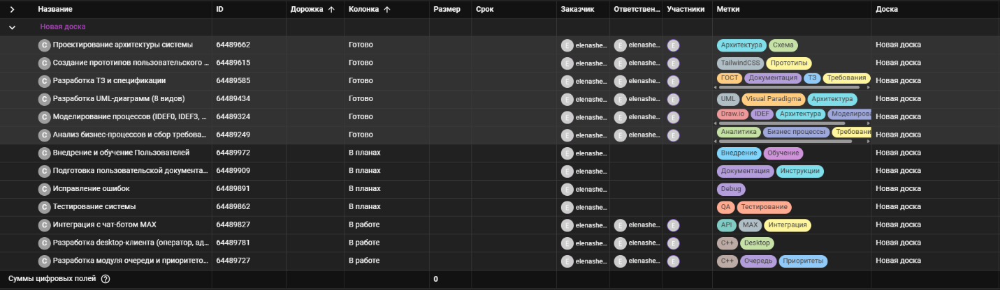 Название ID Дорожка Колонка Размер Срок Заказчик Ответствен... Участники Метки Доска
Новая доска
С Проектирование архитектуры системы 64489662 Готово E elenashe... E elenashe... E Архитектура Схема Новая доска
С Создание прототипов пользовательского ... 64489615 Готово E elenashe... E elenashe... E TailwindCSS Прототипы Новая доска
С Разработка ТЗ и спецификации 64489585 Готово E elenashe... E elenashe... E ГОСТ Документация ТЗ Требования Новая доска
С Разработка UML-диаграмм (8 видов) 64489434 Готово E elenashe... E elenashe... E UML Visual Paradigma Архитектура Новая доска
С Моделирование процессов (IDEF0, IDEF3, ... 64489324 Готово E elenashe... E elenashe... E Draw.io IDEF Архитектура Моделирова Новая доска
С Анализ бизнес-процессов и сбор требова... 64489249 Готово E elenashe... E elenashe... E Аналитика Бизнес процессы Требовани Новая доска
С Внедрение и обучение Пользователей 64489972 В планах E elenashe... Внедрение Обучение Новая доска
С Подготовка пользовательской документа... 64489909 В планах E elenashe... Документация Инструкции Новая доска
С Исправление ошибок 64489891 В планах E elenashe... Debug Новая доска
С Тестирование системы 64489862 В планах E elenashe... QA Тестирование Новая доска
С Интеграция с чат-ботом MAX 64489827 В работе E elenashe... E elenashe... E API MAX Интеграция Новая доска
С Разработка desktop-клиента (оператор, ад... 64489781 В работе E elenashe... E elenashe... E C++ Desktop Новая доска
С Разработка модуля очереди и приоритето... 64489727 В работе E elenashe... E elenashe... E C++ Очередь Приоритеты Новая доска
Суммы цифровых полей ? 0